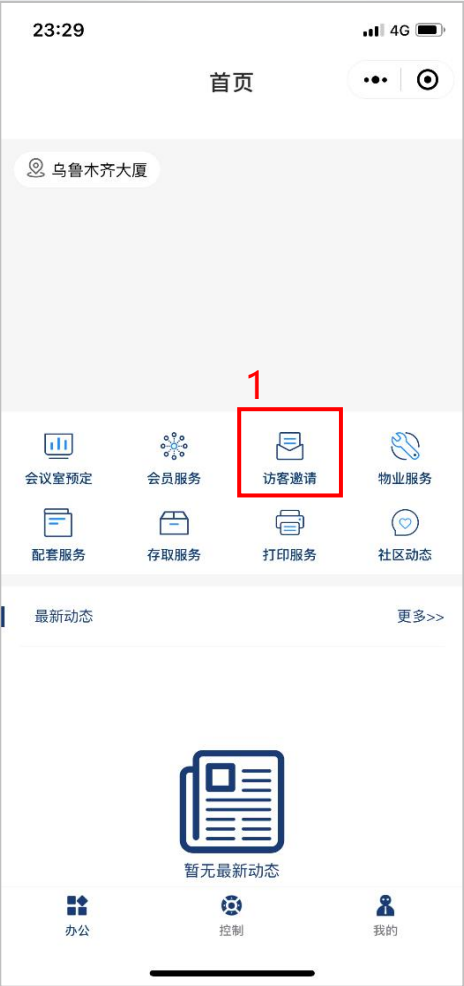 23:29
4G
首页
乌鲁木齐大厦
1
会议室预定 会员服务 访客邀请 物业服务
配套服务 存取服务 打印服务 社区动态
最新动态 更多>>
暂无最新动态
办公 控制 我的